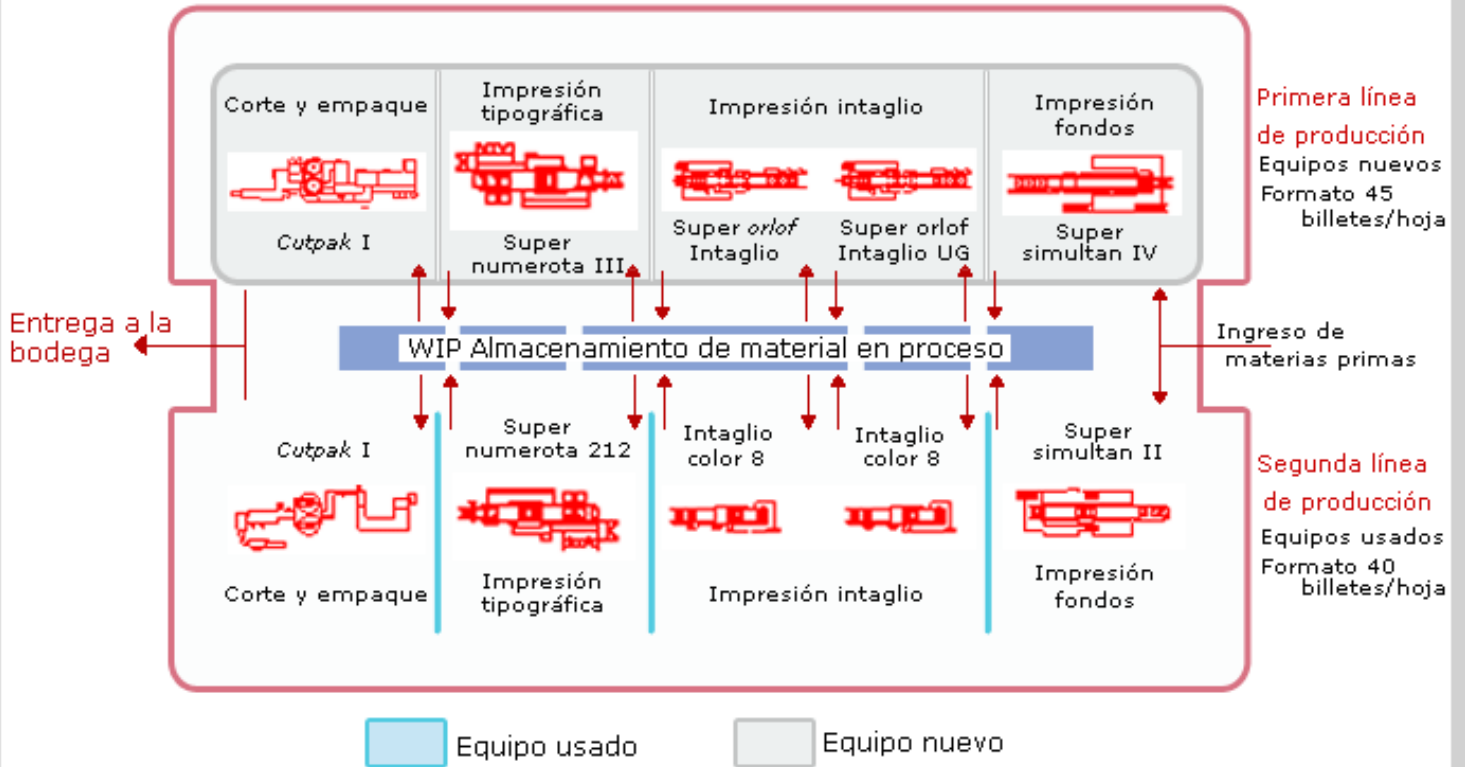 Corte y empaque
Impresión
tipográfica
Impresión intaglio
Impresión
fondos
Cutpak I
Super
numerota III
Super orlof
Intaglio
Super orlof
Intaglio UG
Super
simultan IV
Primera línea
de producción
Equipos nuevos
Formato 45
billetes/hoja
Entrega a la
bodega
WIP Almacenamiento de material en proceso
Ingreso de
materias primas
Cutpak I
Super
numerota 212
Intaglio
color 8
Intaglio
color 8
Super
simultan II
Corte y empaque
Impresión
tipográfica
Impresión intaglio
Impresión
fondos
Segunda línea
de producción
Equipos usados
Formato 40
billetes/hoja
Equipo usado
Equipo nuevo